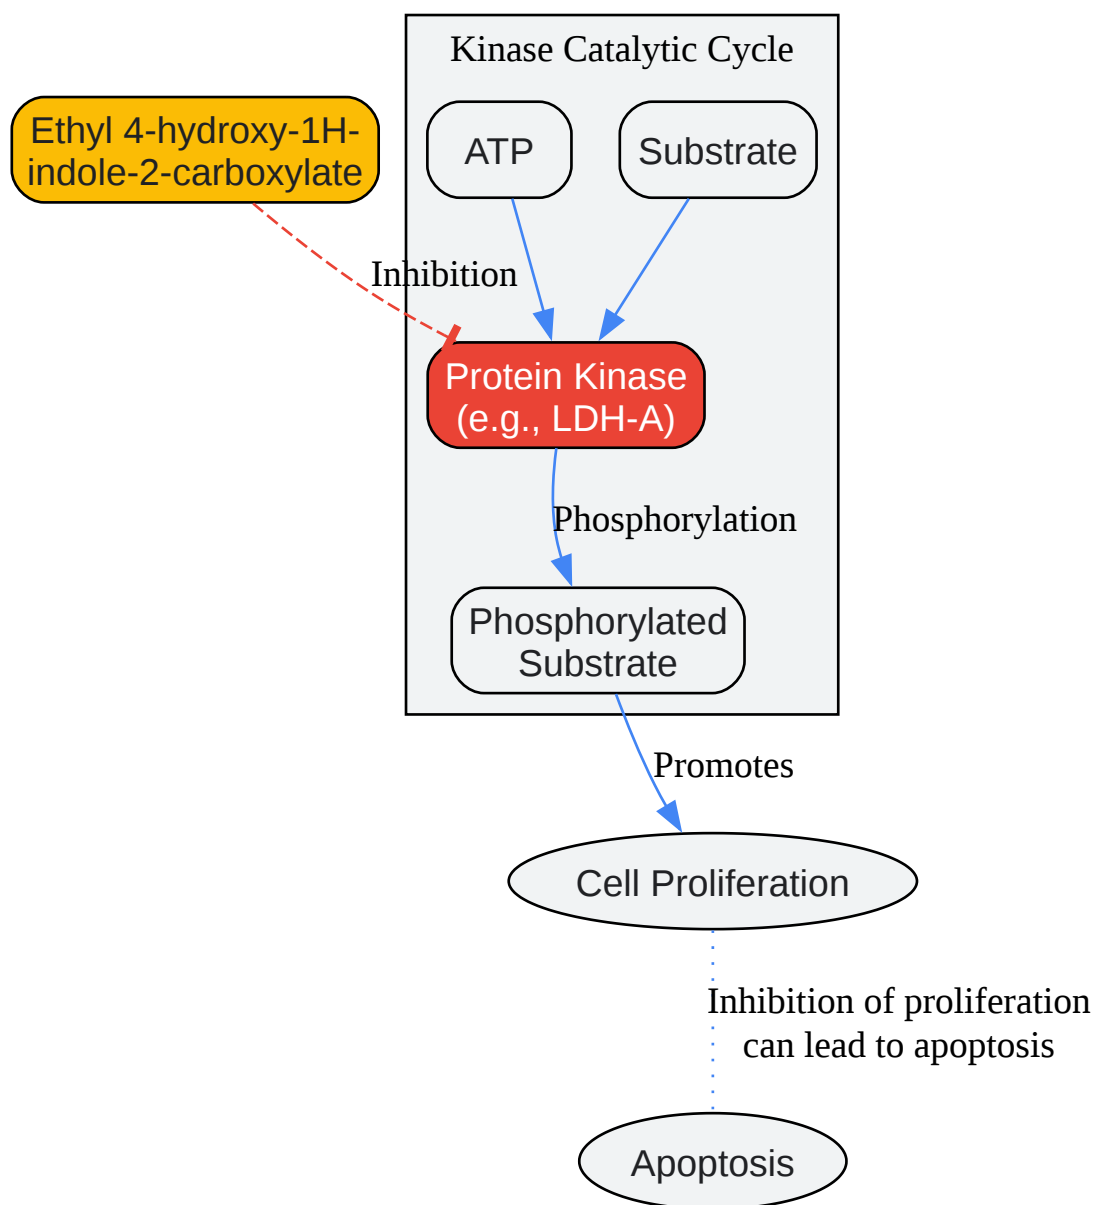 Kinase Catalytic Cycle
Ethyl 4-hydroxy-1H-
indole-2-carboxylate
ATP
Substrate
Inhibition
Protein Kinase
(e.g., LDH-A)
Phosphorylation
Phosphorylated
Substrate
Promotes
Cell Proliferation
Inhibition of proliferation
can lead to apoptosis
Apoptosis